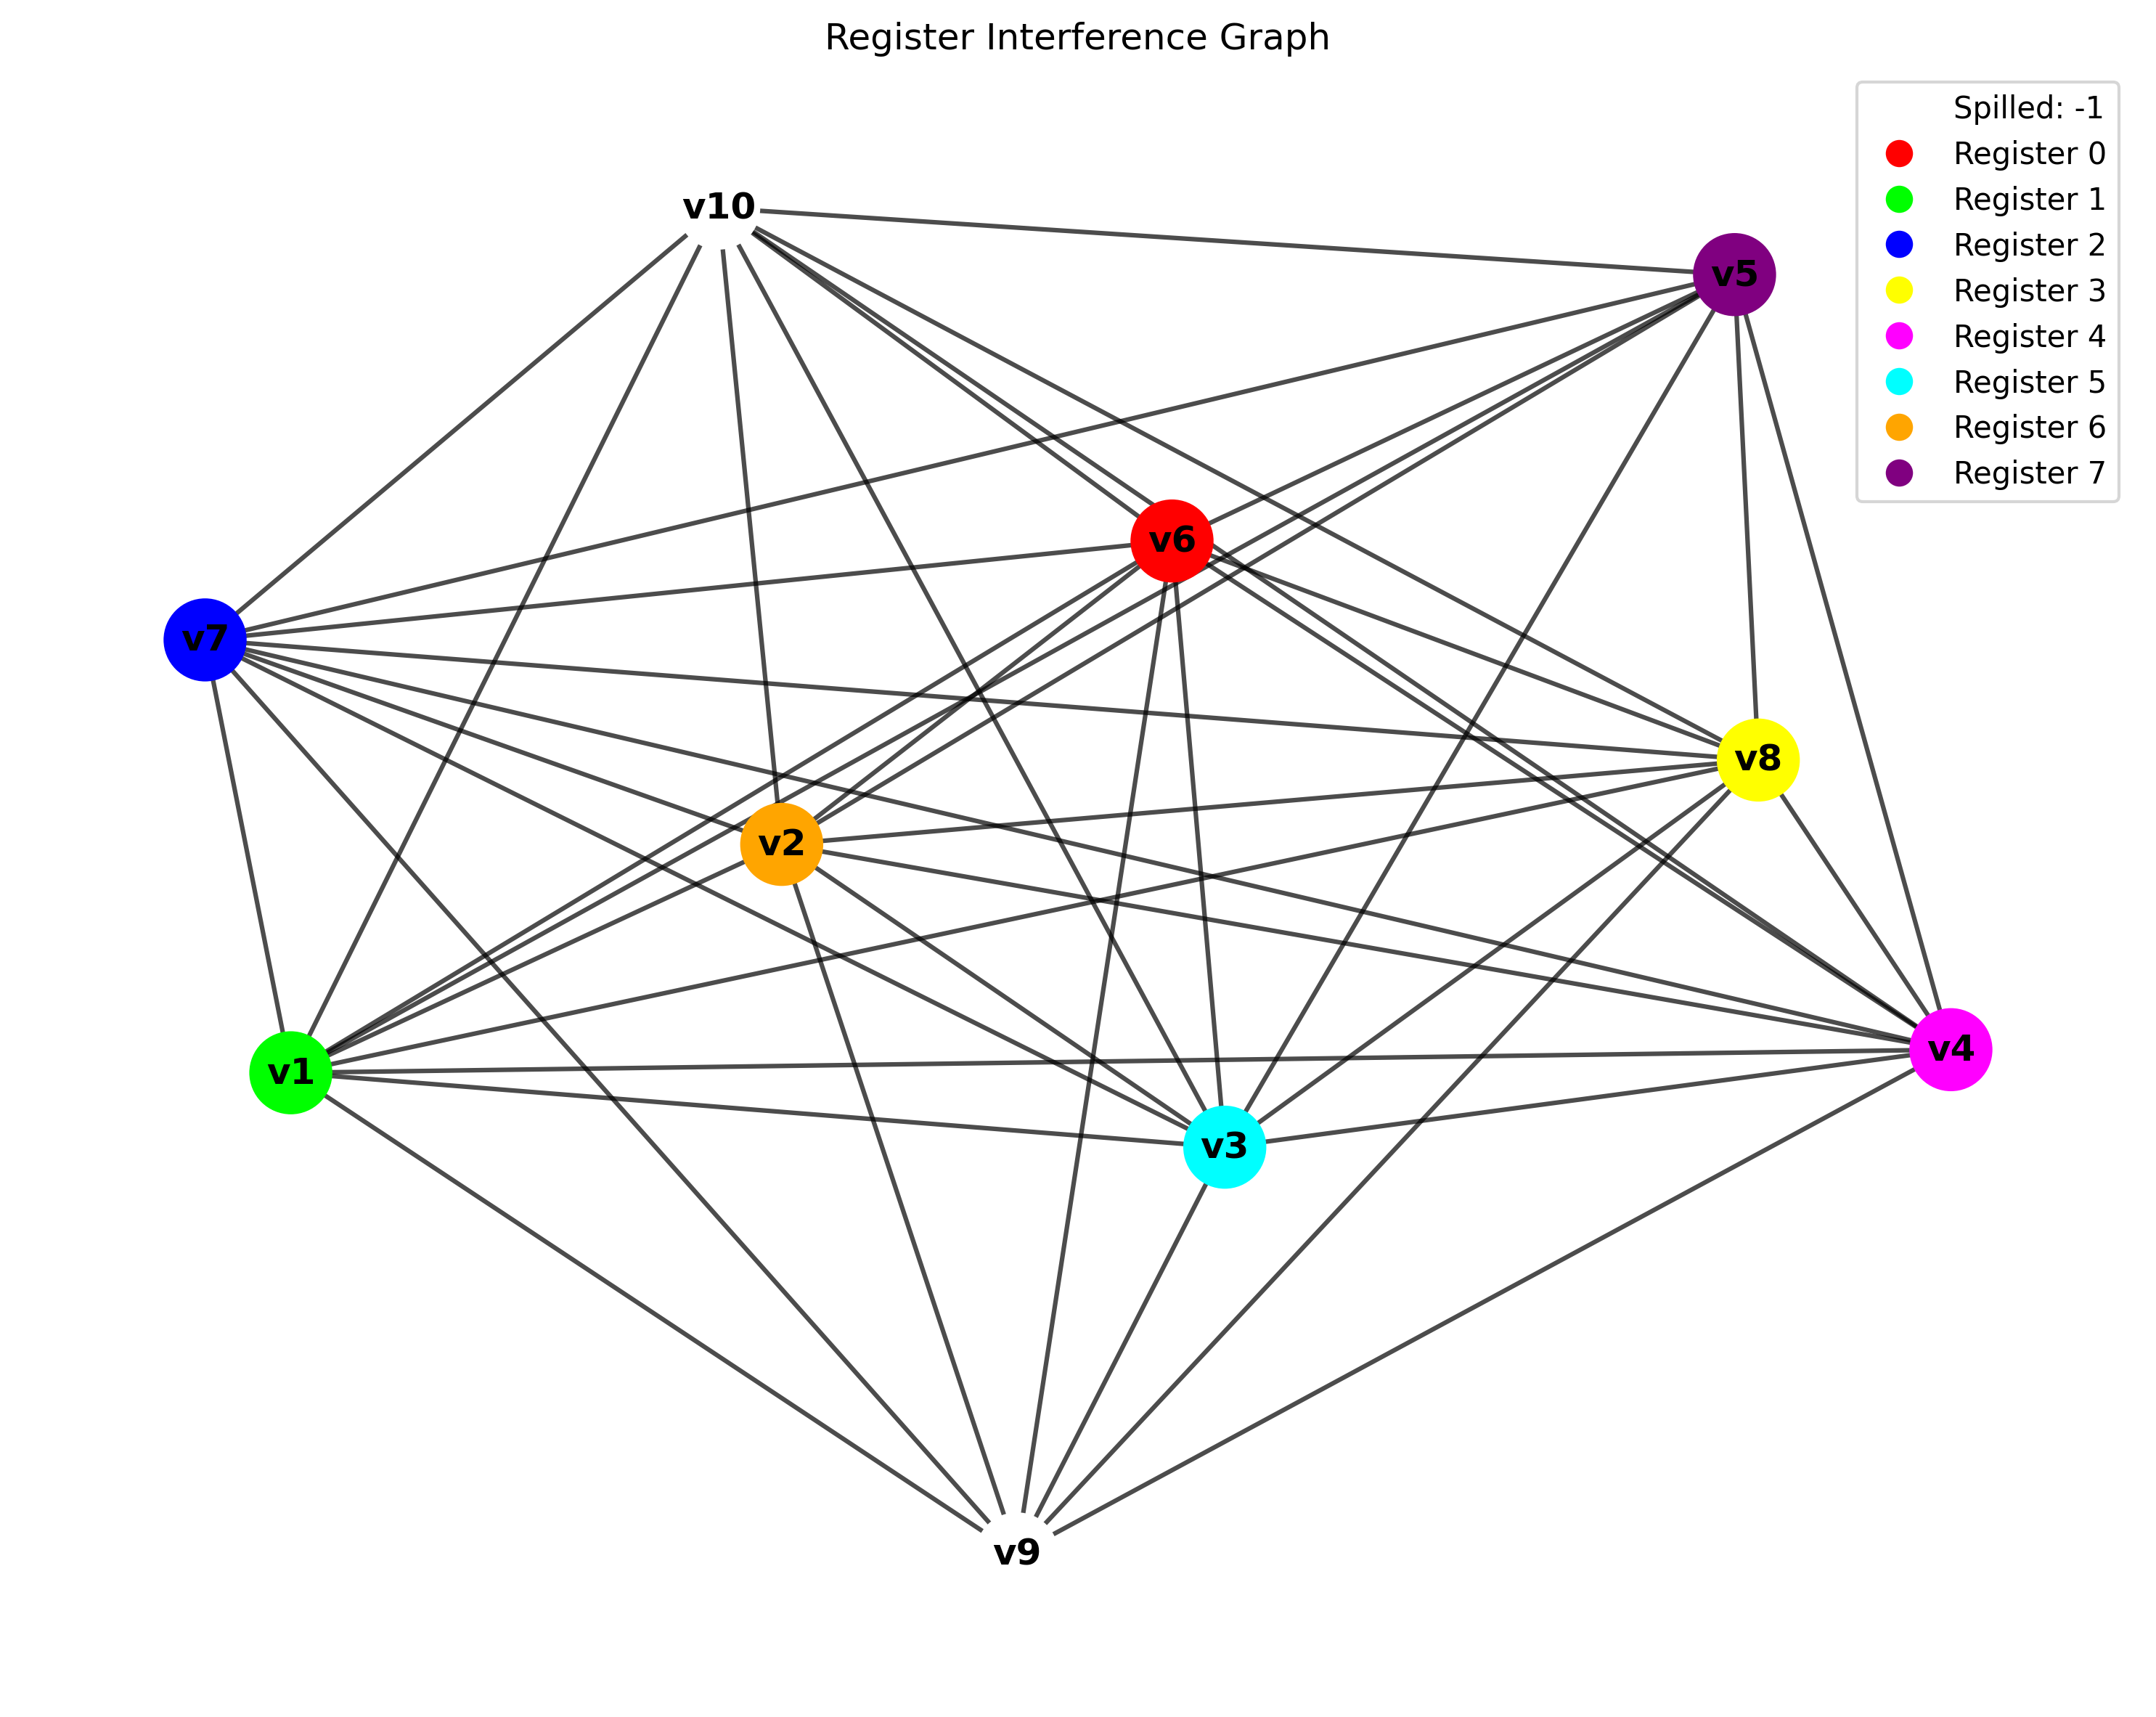 Register Interference Graph
Spilled: -1
Register 0
Register 1
Register 2
Register 3
Register 4
Register 5
Register 6
Register 7
v10
v5
v6
v7
v8
v2
v4
v1
v3
v9